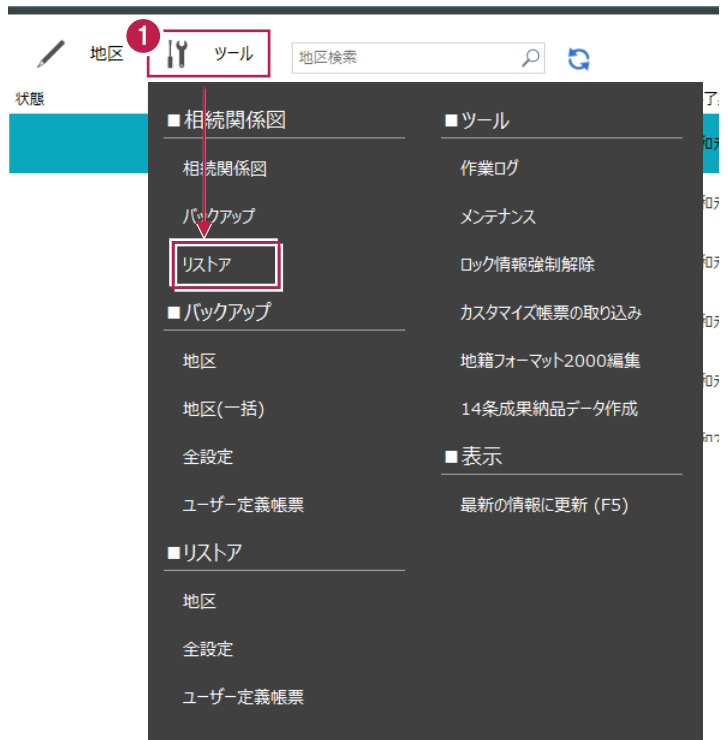 1
地区
ツール
地区検索
状態
■相続関係図
相続関係図
バックアップ
リストア
■バックアップ
地区
地区(一括)
全設定
ユーザー定義帳票
■リストア
地区
全設定
ユーザー定義帳票
■ツール
作業ログ
メンテナンス
ロック情報強制解除
カスタマイズ帳票の取り込み
地籍フォーマット2000編集
14条成果納品データ作成
■表示
最新の情報に更新 (F5)